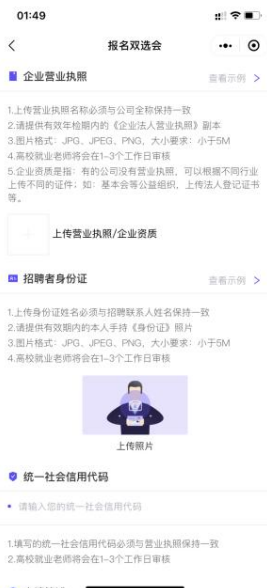 01:49
报名双选会
企业营业执照
查看示例 >
1.上传营业执照名称必须与公司全称保持一致
2.请提供有效年检期内的《企业法人营业执照》副本
3.图片格式：JPG、JPEG、PNG，大小要求：小于5M
4.高校就业老师将会在1-3个工作日审核
5.企业资质是指：有的公司没有营业执照，可以根据不同行业
上传不同的证件；如：基本会等公益组织，上传法人登记证书
等。
上传营业执照/企业资质
招聘者身份证
查看示例 >
1.上传身份证姓名必须与招聘联系人姓名保持一致
2.请提供有效期内的本人手持《身份证》照片
3.图片格式：JPG、JPEG、PNG，大小要求：小于5M
4.高校就业老师将会在1-3个工作日审核
上传照片
统一社会信用代码
请输入您的统一社会信用代码
1.填写的统一社会信用代码必须与营业执照保持一致
2.高校就业老师将会在1-3个工作日审核